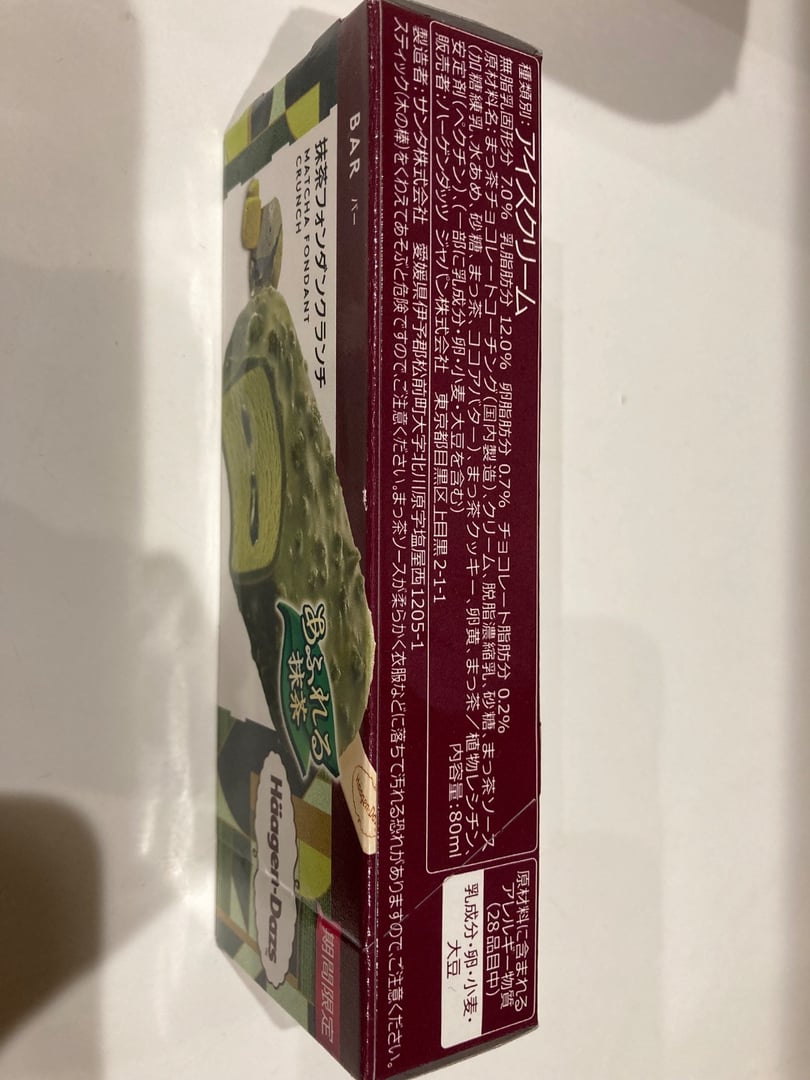 種類別:アイスクリーム
無脂乳固形分 7.0% 乳脂肪分 12.0% 卵脂肪分 0.7% チョコレート脂肪分 0.2%
原材料名:まっ茶チョコレートコーチング(国内製造)、クリーム、脱脂濃縮乳、砂糖、まっ茶ソース
(加糖練乳、水あめ、砂糖、まっ茶、ココアバター)、まっ茶クッキー、卵黄、まっ茶/植物レシチン、
安定剤(ペクチン)、(一部に乳成分・卵・小麦・大豆を含む) 内容量:80ml
販売者:ハーゲンダッツ ジャパン株式会社 東京都目黒区上目黒 2-1-1
製造者:サンタ株式会社 愛媛県伊予郡松前町大字北川原字塩屋西1205-1
スティック(木の棒)をくわえてあそぶと危険ですので、ご注意ください。まっ茶ソースが柔らかく衣服などに落ちて汚れる恐れがありますので、ご注意ください。
原材料に含まれる
アレルギー物質
(28品目中)
乳成分・卵・小麦・
大豆
BAR バー
抹茶フォンダンクランチ
MATCHA FONDANT
CRUNCH
あふれる
抹茶
Häagen-Dazs
期間限定